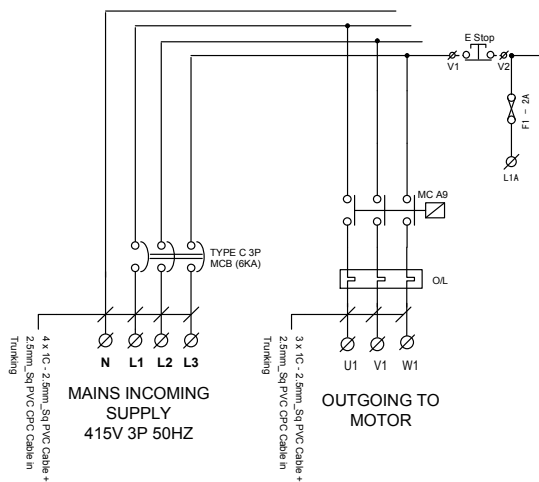 E Stop
V1
V2
F1 - 2A
L1A
MC A9
TYPE C 3P
MCB (6KA)
O/L
N L1 L2 L3
U1 V1 W1
MAINS INCOMING
SUPPLY
415V 3P 50HZ
OUTGOING TO
MOTOR
4 x 1C - 2.5mm_Sq PVC Cable +
2.5mm_Sq PVC CPC Cable in
Trunking
3 x 1C - 2.5mm_Sq PVC Cable +
2.5mm_Sq PVC CPC Cable in
Trunking